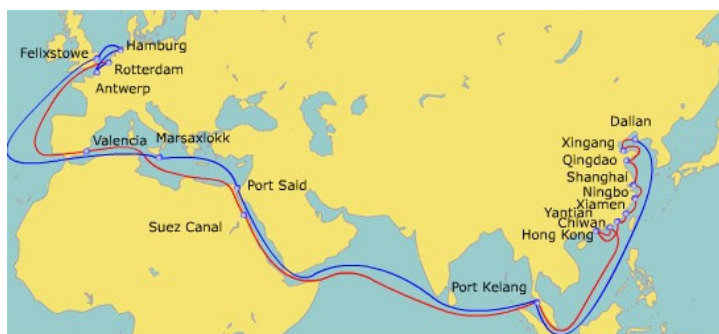 Hamburg
Felixstowe
Rotterdam
Antwerp
Dalian
Valencia
Marsaxlokk
Xingang
Qingdao
Shanghai
Port Said
Ningbo
Xiamen
Yantian
Suez Canal
Chiwan
Hong Kong
Port Kelang